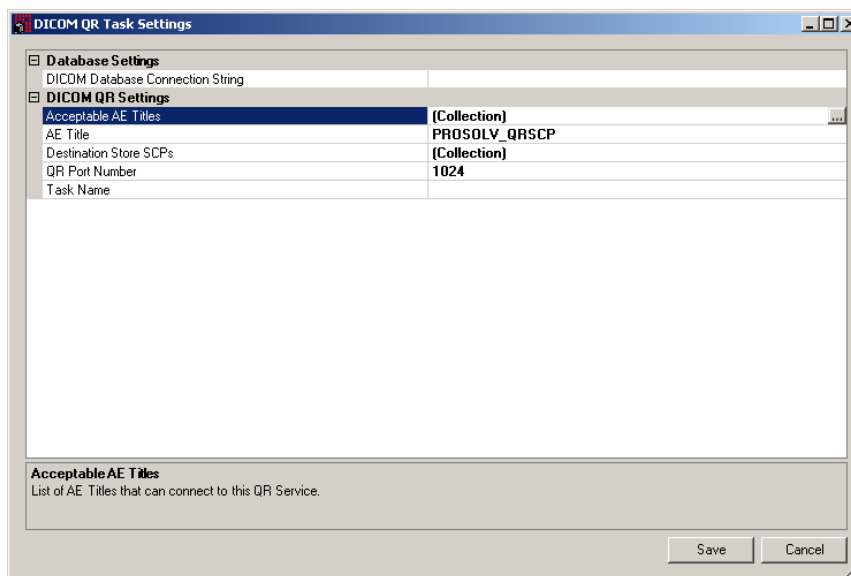 DICOM QR Task Settings
Database Settings
DICOM Database Connection String
DICOM QR Settings
Acceptable AE Titles (Collection) ...
AE Title PROSOLV_QRSCP
Destination Store SCPs (Collection)
QR Port Number 1024
Task Name
Acceptable AE Titles
List of AE Titles that can connect to this QR Service.
Save Cancel